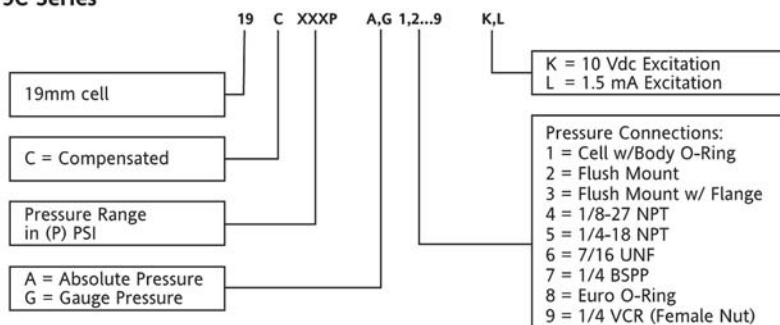 19 C XXXP A,G 1,2...9 K,L
19mm cell
C = Compensated
Pressure Range
in (P) PSI
A = Absolute Pressure
G = Gauge Pressure
K = 10 Vdc Excitation
L = 1.5 mA Excitation
Pressure Connections:
1 = Cell w/Body O-Ring
2 = Flush Mount
3 = Flush Mount w/ Flange
4 = 1/8-27 NPT
5 = 1/4-18 NPT
6 = 7/16 UNF
7 = 1/4 BSPP
8 = Euro O-Ring
9 = 1/4 VCR (Female Nut)